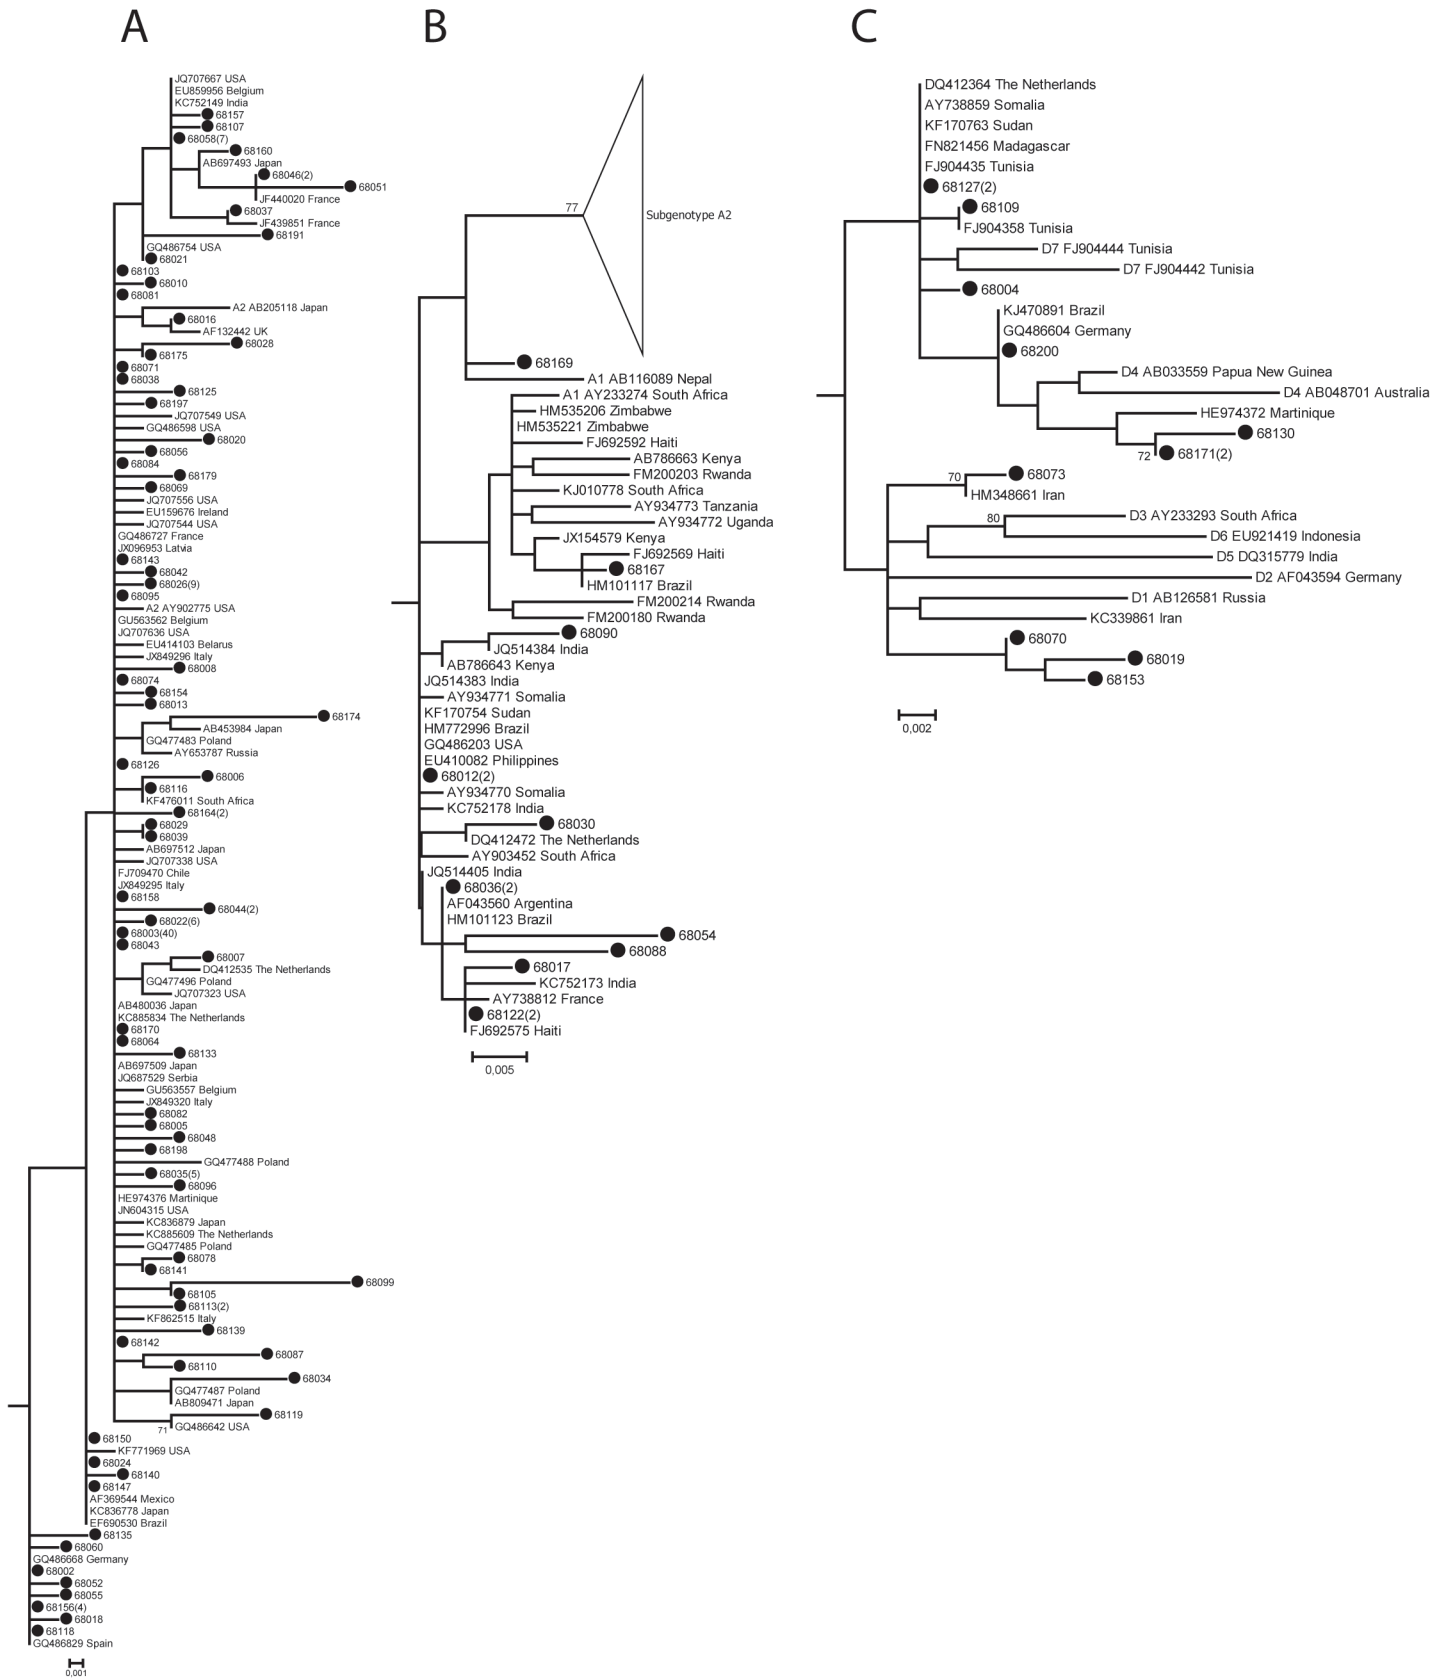 A
JQ707667 USA
EU859956 Belgium
KC752149 India
68157
68107
68058(7)
68160
AB697493 Japan
68046(2)
68051
JF440020 France
68037
JF439851 France
68191
GQ486754 USA
68021
68103
68010
68081
A2 AB205118 Japan
68016
AF132442 UK
68028
68175
68071
68038
68125
68197
JQ707549 USA
GQ486598 USA
68020
68056
68084
68179
68069
JQ707556 USA
EU159676 Ireland
JQ707544 USA
GQ486727 France
JX096953 Latvia
68143
68042
68026(9)
68095
A2 AY902775 USA
GU563562 Belgium
JQ707636 USA
EU414103 Belarus
JX849296 Italy
68008
68074
68154
68013
68174
AB453984 Japan
GQ477483 Poland
AY653787 Russia
68126
68006
68116
KF476011 South Africa
68164(2)
68029
68039
AB697512 Japan
JQ707338 USA
FJ709470 Chile
JX849295 Italy
68158
68044(2)
68022(6)
68003(40)
68043
68007
DQ412535 The Netherlands
GQ477496 Poland
JQ707323 USA
AB480036 Japan
KC885834 The Netherlands
68170
68064
68133
AB697509 Japan
JQ687529 Serbia
GU563557 Belgium
JX849320 Italy
68082
68005
68048
68198
GQ477488 Poland
68035(5)
68096
HE974376 Martinique
JN604315 USA
KC836879 Japan
KC885609 The Netherlands
GQ477485 Poland
68078
68141
68099
68105
68113(2)
KF862515 Italy
68139
68142
68087
68110
68034
GQ477487 Poland
AB809471 Japan
68119
71
GQ486642 USA
68150
KF771969 USA
68024
68140
68147
AF369544 Mexico
KC836778 Japan
EF690530 Brazil
68135
68060
GQ486668 Germany
68002
68052
68055
68156(4)
68018
68118
GQ486829 Spain
0,001
B
77
Subgenotype A2
68169
A1 AB116089 Nepal
A1 AY233274 South Africa
HM535206 Zimbabwe
HM535221 Zimbabwe
FJ692592 Haiti
AB786663 Kenya
FM200203 Rwanda
KJ010778 South Africa
AY934773 Tanzania
AY934772 Uganda
JX154579 Kenya
FJ692569 Haiti
68167
HM101117 Brazil
FM200214 Rwanda
FM200180 Rwanda
68090
JQ514384 India
AB786643 Kenya
JQ514383 India
AY934771 Somalia
KF170754 Sudan
HM772996 Brazil
GQ486203 USA
EU410082 Philippines
68012(2)
AY934770 Somalia
KC752178 India
68030
DQ412472 The Netherlands
AY903452 South Africa
JQ514405 India
68036(2)
AF043560 Argentina
HM101123 Brazil
68054
68088
68017
KC752173 India
AY738812 France
68122(2)
FJ692575 Haiti
0,005
C
DQ412364 The Netherlands
AY738859 Somalia
KF170763 Sudan
FN821456 Madagascar
FJ904435 Tunisia
68127(2)
68109
FJ904358 Tunisia
D7 FJ904444 Tunisia
D7 FJ904442 Tunisia
68004
KJ470891 Brazil
GQ486604 Germany
68200
D4 AB033559 Papua New Guinea
D4 AB048701 Australia
HE974372 Martinique
68130
72
68171(2)
70
68073
HM348661 Iran
80
D3 AY233293 South Africa
D6 EU921419 Indonesia
D5 DQ315779 India
D2 AF043594 Germany
D1 AB126581 Russia
KC339861 Iran
68070
68019
68153
0,002